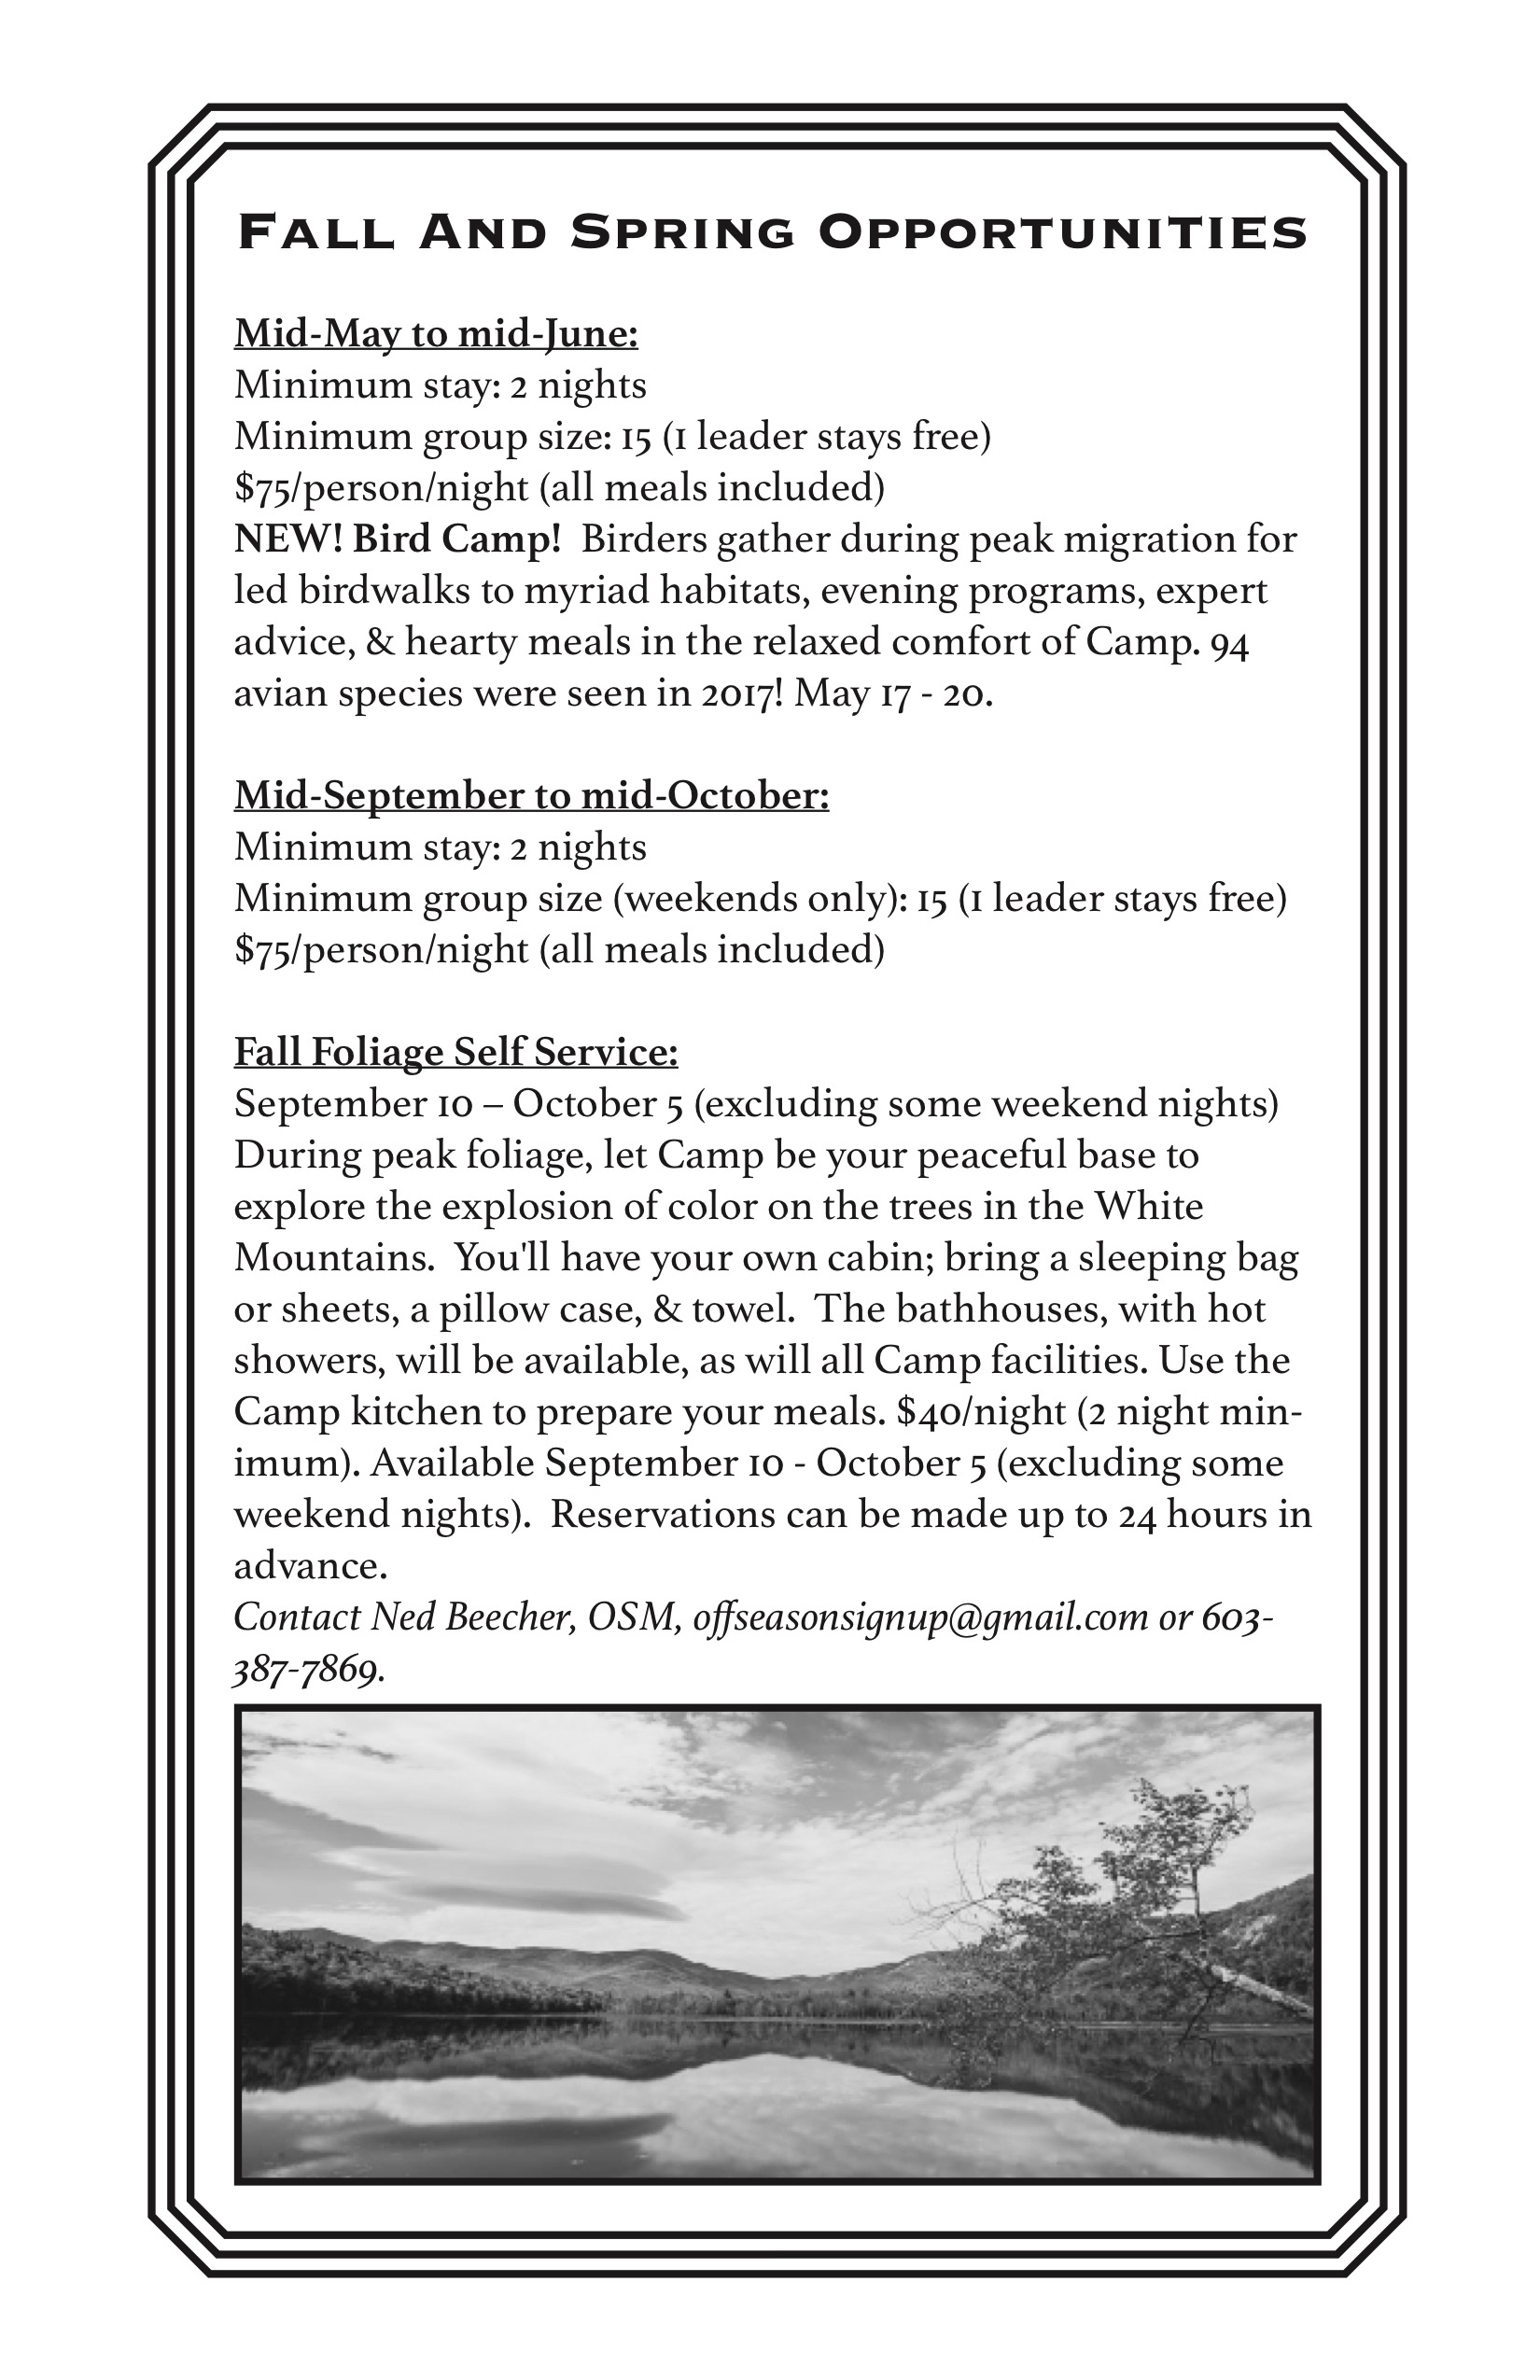 Fall And Spring Opportunities
Mid-May to mid-June:
Minimum stay: 2 nights
Minimum group size: 15 (1 leader stays free)
$75/person/night (all meals included)
NEW! Bird Camp!  Birders gather during peak migration for
led birdwalks to myriad habitats, evening programs, expert
advice, & hearty meals in the relaxed comfort of Camp. 94
avian species were seen in 2017! May 17 - 20.
Mid-September to mid-October:
Minimum stay: 2 nights
Minimum group size (weekends only): 15 (1 leader stays free)
$75/person/night (all meals included)
Fall Foliage Self Service:
September 10 – October 5 (excluding some weekend nights)
During peak foliage, let Camp be your peaceful base to
explore the explosion of color on the trees in the White
Mountains.  You'll have your own cabin; bring a sleeping bag
or sheets, a pillow case, & towel.  The bathhouses, with hot
showers, will be available, as will all Camp facilities. Use the
Camp kitchen to prepare your meals. $40/night (2 night min-
imum). Available September 10 - October 5 (excluding some
weekend nights).  Reservations can be made up to 24 hours in
advance.
Contact Ned Beecher, OSM, offseasonsignup@gmail.com or 603-
387-7869.